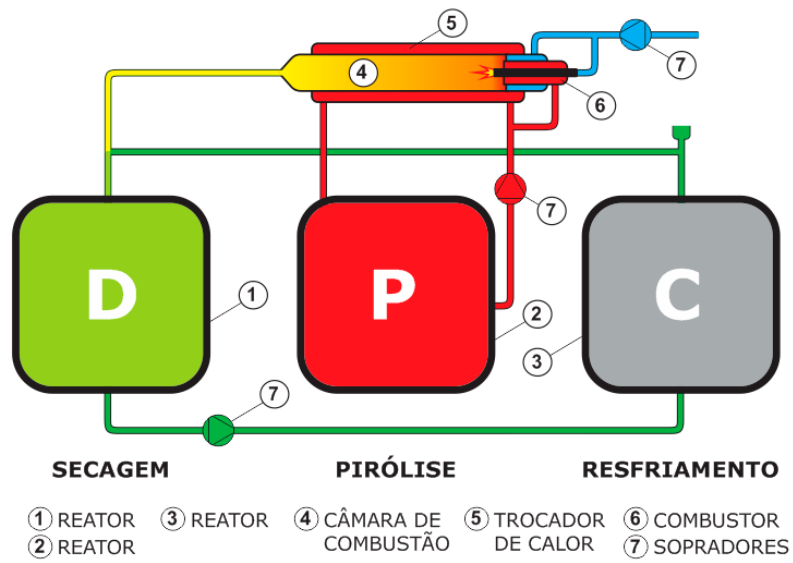 5
4
7
6
7
D
P
C
1
2
3
7
SECAGEM
PIRÓLISE
RESFRIAMENTO
1 REATOR
3 REATOR
4 CÂMARA DE
COMBUSTÃO
5 TROCADOR
DE CALOR
6 COMBUSTOR
2 REATOR
7 SOPRADORES